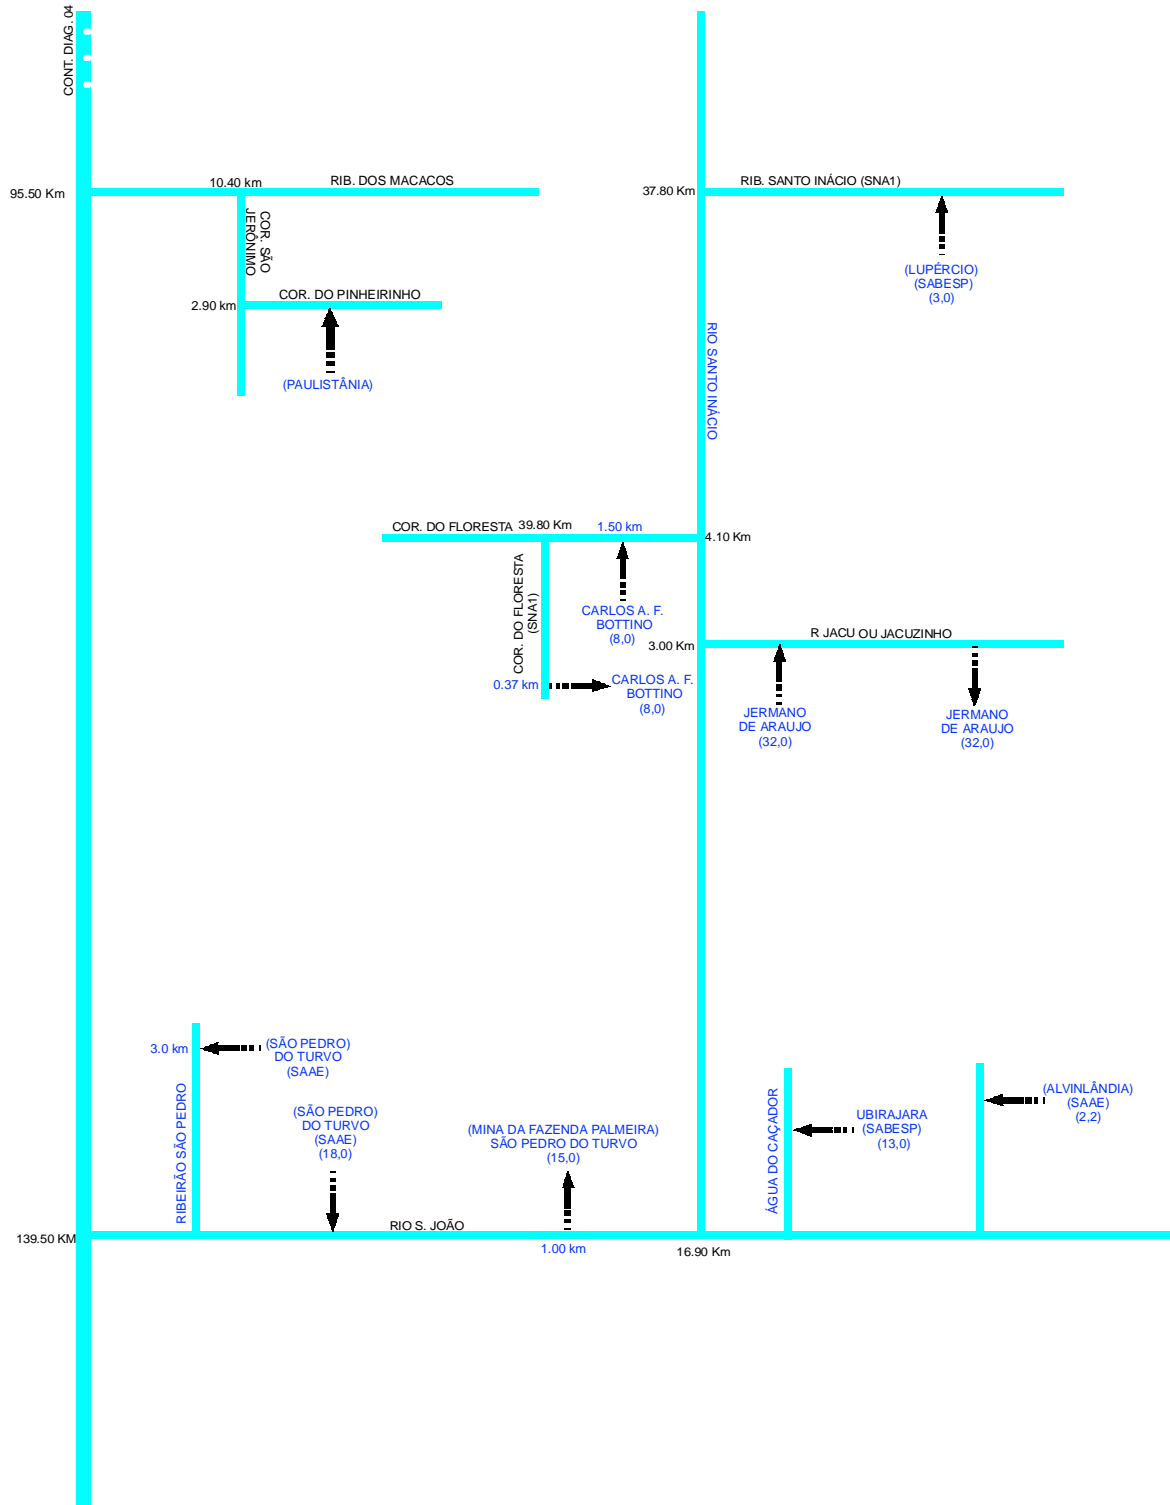 CONT. DIAG. 04
95.50 Km
10.40 km
RIB. DOS MACACOS
37.80 Km
RIB. SANTO INÁCIO (SNA1)
COR. SÃO
JERÔNIMO
(LUPÉRCIO)
(SABESP)
(3,0)
2.90 km
COR. DO PINHEIRINHO
(PAULISTÂNIA)
RIO SANTO INÁCIO
COR. DO FLORESTA
39.80 Km
1.50 km
4.10 Km
COR. DO FLORESTA
(SNA1)
CARLOS A. F.
BOTTINO
(8,0)
3.00 Km
R JACU OU JACUZINHO
0.37 km
CARLOS A. F.
BOTTINO
(8,0)
JERMANO
DE ARAUJO
(32,0)
JERMANO
DE ARAUJO
(32,0)
3.0 km
(SÃO PEDRO)
DO TURVO
(SAAE)
RIBEIRÃO SÃO PEDRO
(SÃO PEDRO)
DO TURVO
(SAAE)
(18,0)
(MINA DA FAZENDA PALMEIRA)
SÃO PEDRO DO TURVO
(15,0)
ÁGUA DO CAÇADOR
UBIRAJARA
(SABESP)
(13,0)
(ALVINLÂNDIA)
(SAAE)
(2,2)
139.50 KM
RIO S. JOÃO
1.00 km
16.90 Km